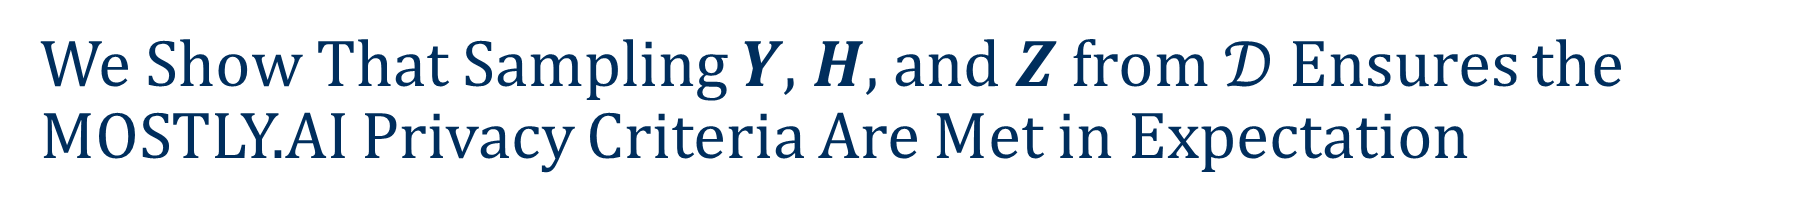 We Show That Sampling Y, H, and Z from 𝒟 Ensures the
MOSTLY.AI Privacy Criteria Are Met in Expectation